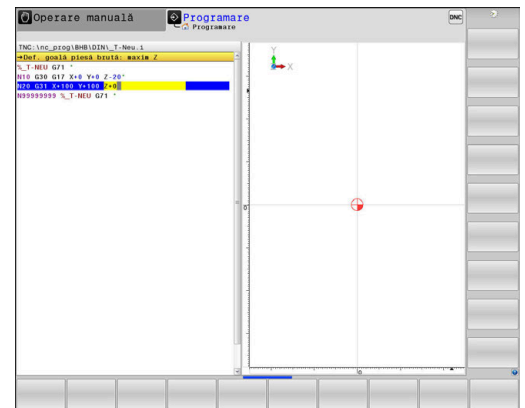 Operare manuală
Programare
Programare
DNC
TNC:\nc_prog\BHB\DIN\_T-Neu.i
→Def. goală piesă brută: maxim Z
%_T-NEU G71 *
N10 G30 G17 X+0 Y+0 Z-20*
N20 G31 X+100 Y+100 Z+0
N99999999 %_T-NEU G71 *
Y
X
0
0